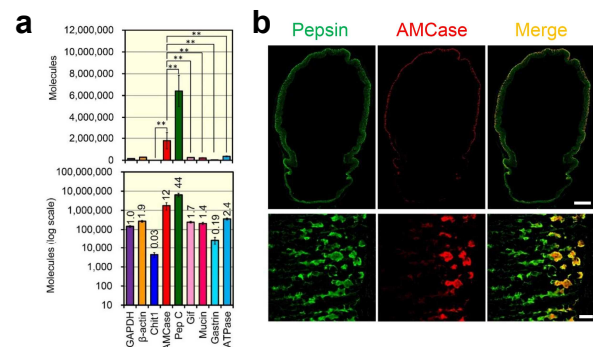 a
12,000,000
10,000,000
8,000,000
6,000,000
4,000,000
2,000,000
0
Molecules
**
**
**
**
**
**
100,000,000
10,000,000
1,000,000
100,000
10,000
1,000
100
10
Molecules (log scale)
1.0
1.9
0.03
12
44
1.7
1.4
0.19
2.4
GAPDH
β-actin
Chit1
AMCase
Pep C
Gif
Mucin
Gastrin
ATPase
b
Pepsin
AMCase
Merge